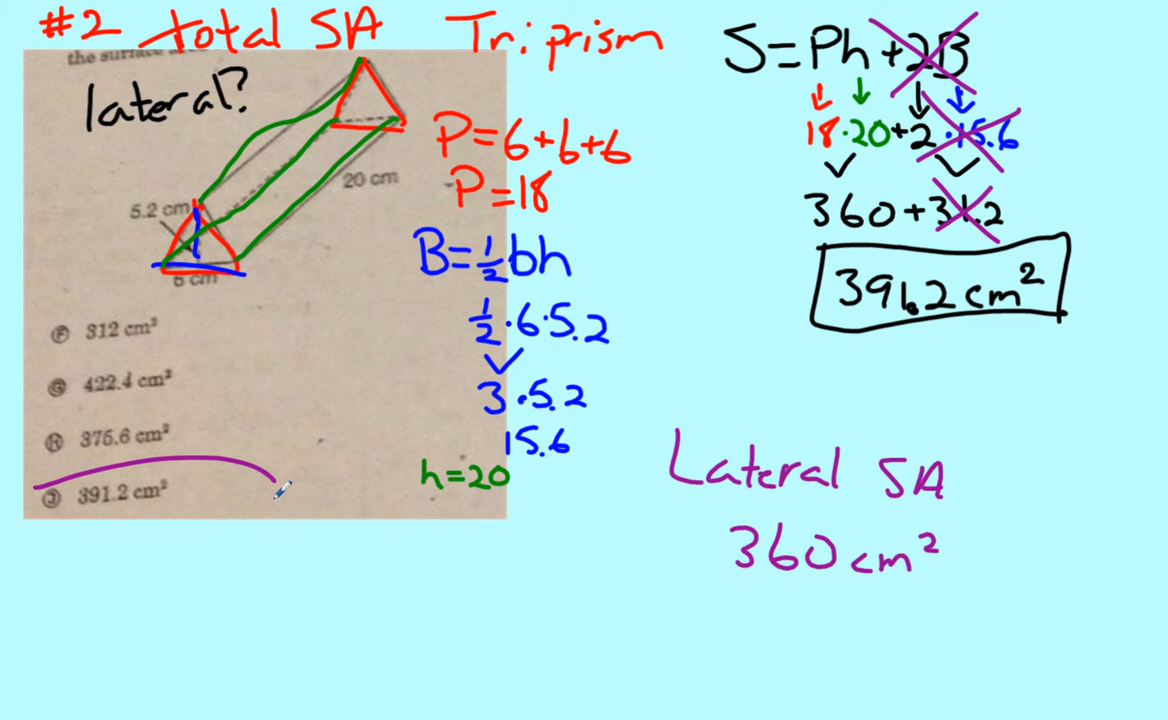 #2 total SA
Tri prism
the surface
lateral?
5.2 cm
20 cm
6 cm
F 312 cm²
G 422.4 cm²
H 375.6 cm²
J 391.2 cm²
P=6+6+6
P=18
B=½bh
½·6·5.2
3·5.2
15.6
h=20
S=Ph+2B
18·20+2·15.6
360+31.2
391.2 cm²
Lateral SA
360 cm²